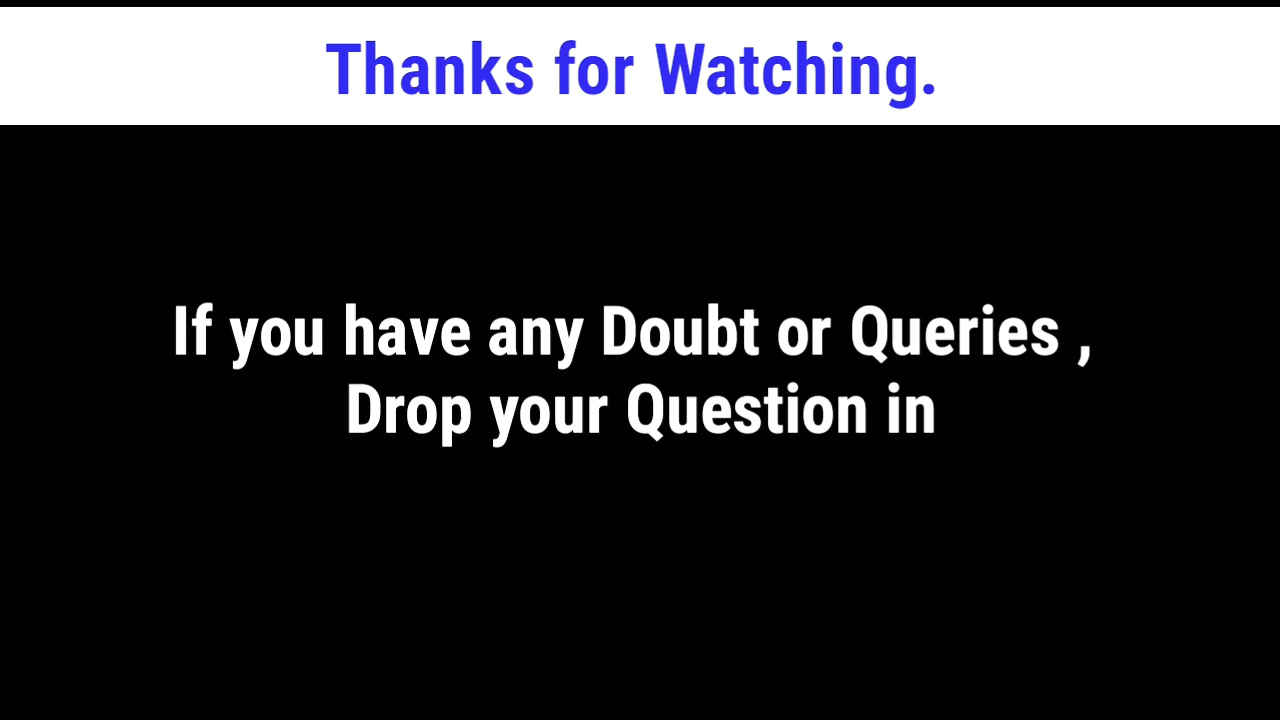 Thanks for Watching.
If you have any Doubt or Queries ,
Drop your Question in